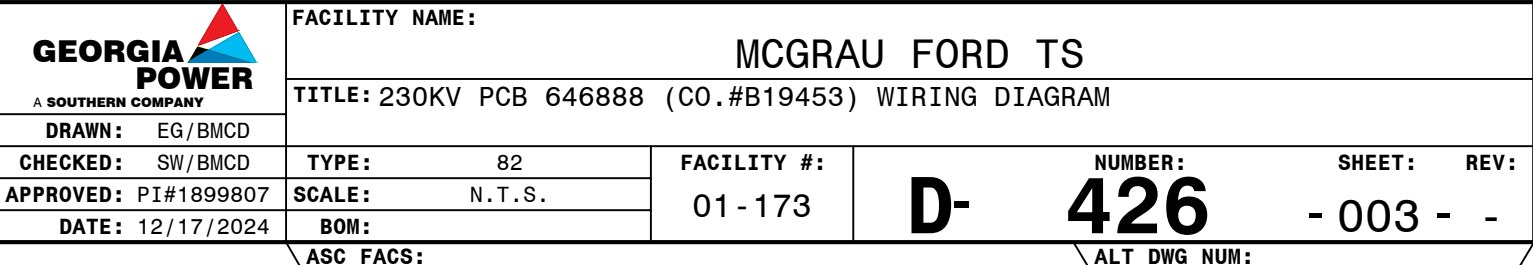 GEORGIA
POWER
A SOUTHERN COMPANY
FACILITY NAME:
MCGRAU FORD TS
TITLE: 230KV PCB 646888 (CO.#B19453) WIRING DIAGRAM
DRAWN: EG/BMCD
CHECKED: SW/BMCD
APPROVED: PI#1899807
DATE: 12/17/2024
TYPE: 82
SCALE: N.T.S.
BOM:
FACILITY #:
01-173
NUMBER: SHEET: REV:
D- 426 - 003 - -
ASC FACS:
ALT DWG NUM: